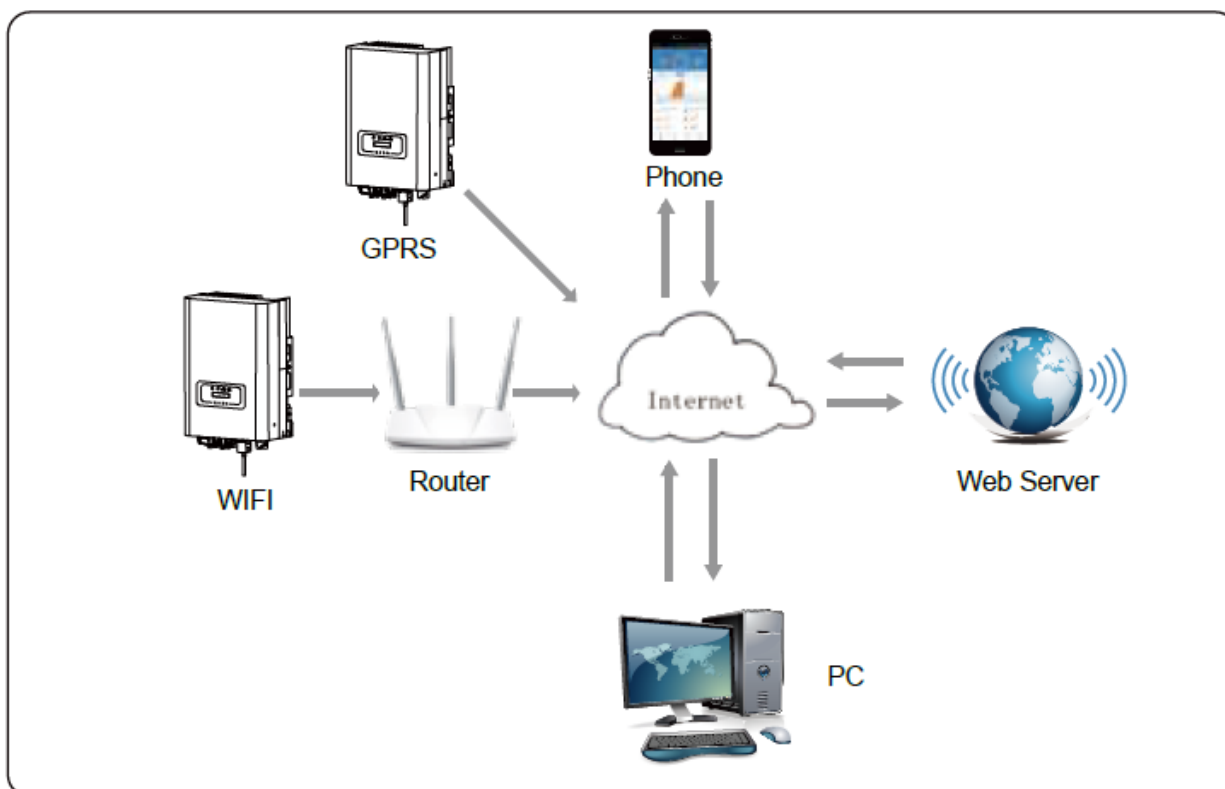 Phone
GPRS
Internet
WIFI
Router
Web Server
PC